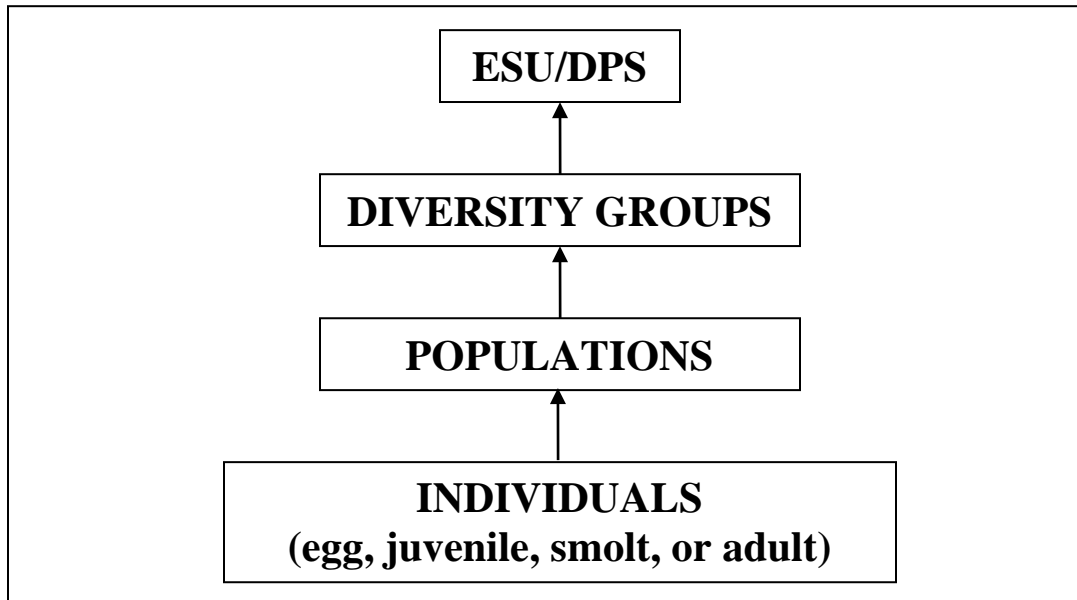 ESU/DPS
DIVERSITY GROUPS
POPULATIONS
INDIVIDUALS
(egg, juvenile, smolt, or adult)